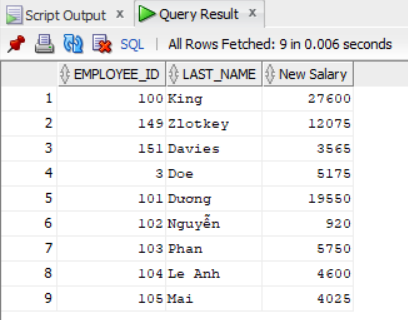 Script Output x Query Result x
SQL | All Rows Fetched: 9 in 0.006 seconds
EMPLOYEE_ID LAST_NAME New Salary
1 100 King 27600
2 149 Zlotkey 12075
3 151 Davies 3565
4 3 Doe 5175
5 101 Dương 19550
6 102 Nguyễn 920
7 103 Phan 5750
8 104 Le Anh 4600
9 105 Mai 4025